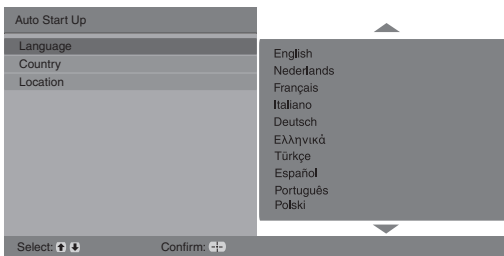 Auto Start Up
Language
Country
Location
English
Nederlands
Français
Italiano
Deutsch
Ελληνικά
Türkçe
Español
Português
Polski
Select:
Confirm: